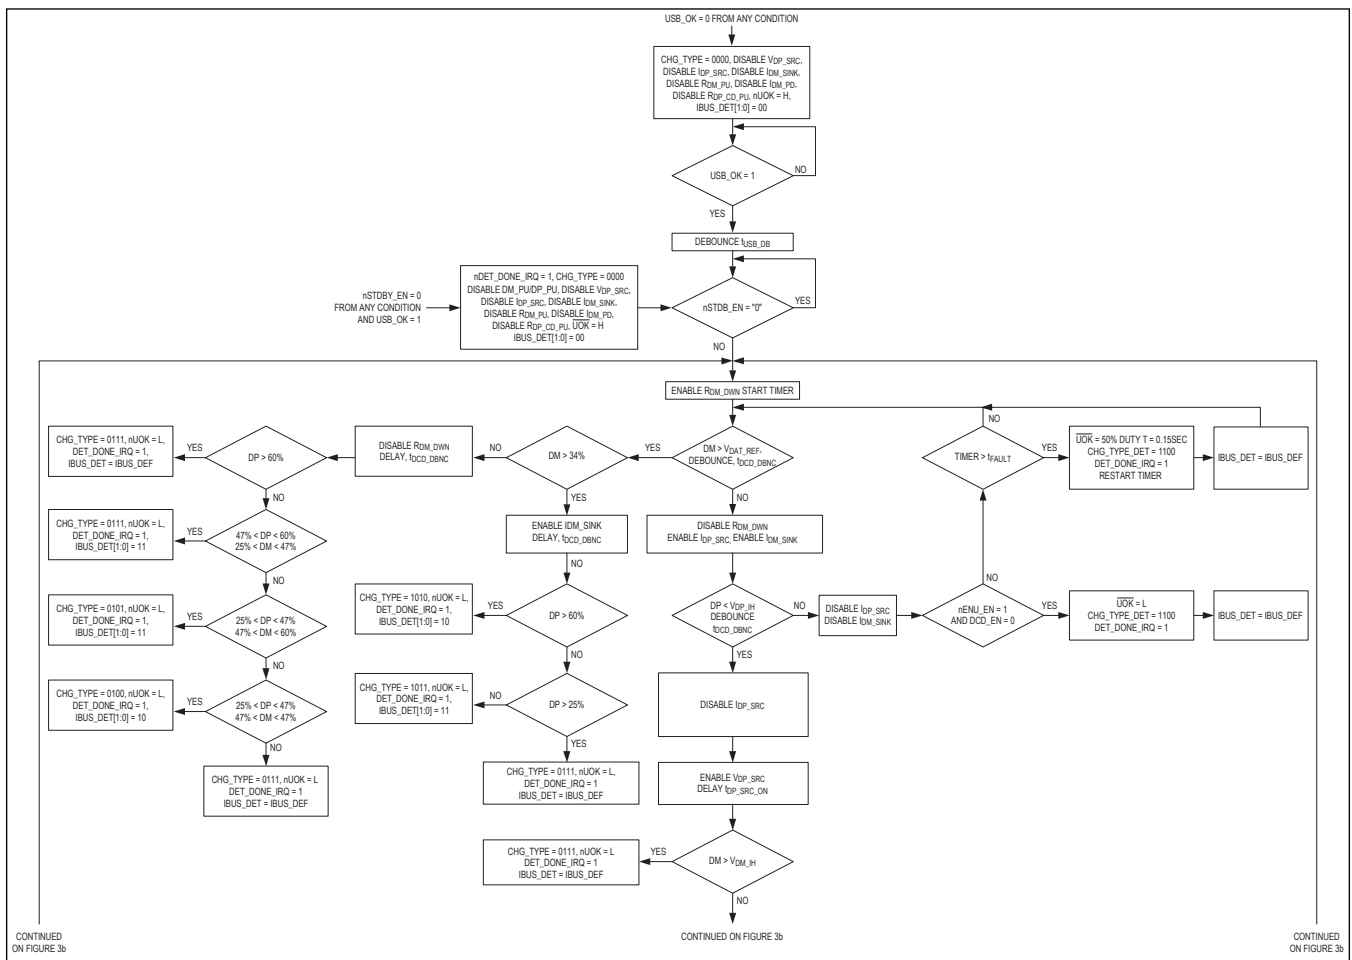 USB_OK = 0 FROM ANY CONDITION
CHG_TYPE = 0000, DISABLE VDP_SRC,
DISABLE IDP_SRC, DISABLE IDM_SINK,
DISABLE RDM_PU, DISABLE IDM_PD,
DISABLE RDP_CD_PU, nUOK = H,
IBUS_DET[1:0] = 00
USB_OK = 1
NO
YES
DEBOUNCE tUSB_DB
nSTDBY_EN = 0
FROM ANY CONDITION
AND USB_OK = 1
nDET_DONE_IRQ = 1, CHG_TYPE = 0000
DISABLE DM_PU/DP_PU, DISABLE VDP_SRC,
DISABLE IDP_SRC, DISABLE IDM_SINK,
DISABLE RDM_PU, DISABLE IDM_PD,
DISABLE RDP_CD_PU, UOK = H
IBUS_DET[1:0] = 00
nSTDB_EN = "0"
YES
NO
ENABLE RDM_DWN START TIMER
CHG_TYPE = 0111, nUOK = L,
DET_DONE_IRQ = 1,
IBUS_DET = IBUS_DEF
YES
DP > 60%
NO
DISABLE RDM_DWN
DELAY, tDCD_DBNC
NO
DM > 34%
YES
YES
DM > VDAT_REF,
DEBOUNCE, tDCD_DBNC
NO
NO
TIMER > tFAULT
YES
UOK = 50% DUTY T = 0.15SEC
CHG_TYPE_DET = 1100
DET_DONE_IRQ = 1
RESTART TIMER
IBUS_DET = IBUS_DEF
CHG_TYPE = 0111, nUOK = L,
DET_DONE_IRQ = 1,
IBUS_DET[1:0] = 11
YES
47% < DP < 60%
25% < DM < 47%
NO
ENABLE IDM_SINK
DELAY, tDCD_DBNC
NO
DISABLE RDM_DWN
ENABLE IDP_SRC, ENABLE IDM_SINK
CHG_TYPE = 0101, nUOK = L,
DET_DONE_IRQ = 1,
IBUS_DET[1:0] = 11
YES
25% < DP < 47%
47% < DM < 60%
NO
CHG_TYPE = 1010, nUOK = L,
DET_DONE_IRQ = 1,
IBUS_DET[1:0] = 10
YES
DP > 60%
NO
DP < VDP_IH
DEBOUNCE
tDCD_DBNC
NO
YES
DISABLE IDP_SRC
DISABLE IDM_SINK
NO
nENU_EN = 1
AND DCD_EN = 0
YES
UOK = L
CHG_TYPE_DET = 1100
DET_DONE_IRQ = 1
IBUS_DET = IBUS_DEF
CHG_TYPE = 0100, nUOK = L,
DET_DONE_IRQ = 1,
IBUS_DET[1:0] = 10
YES
25% < DP < 47%
47% < DM < 47%
NO
CHG_TYPE = 1011, nUOK = L,
DET_DONE_IRQ = 1,
IBUS_DET[1:0] = 11
NO
DP > 25%
YES
DISABLE IDP_SRC
CHG_TYPE = 0111, nUOK = L
DET_DONE_IRQ = 1
IBUS_DET = IBUS_DEF
CHG_TYPE = 0111, nUOK = L,
DET_DONE_IRQ = 1
IBUS_DET = IBUS_DEF
ENABLE VDP_SRC
DELAY tDP_SRC_ON
CHG_TYPE = 0111, nUOK = L
DET_DONE_IRQ = 1
IBUS_DET = IBUS_DEF
YES
DM > VDM_IH
NO
CONTINUED
ON FIGURE 3b
CONTINUED ON FIGURE 3b
CONTINUED
ON FIGURE 3b